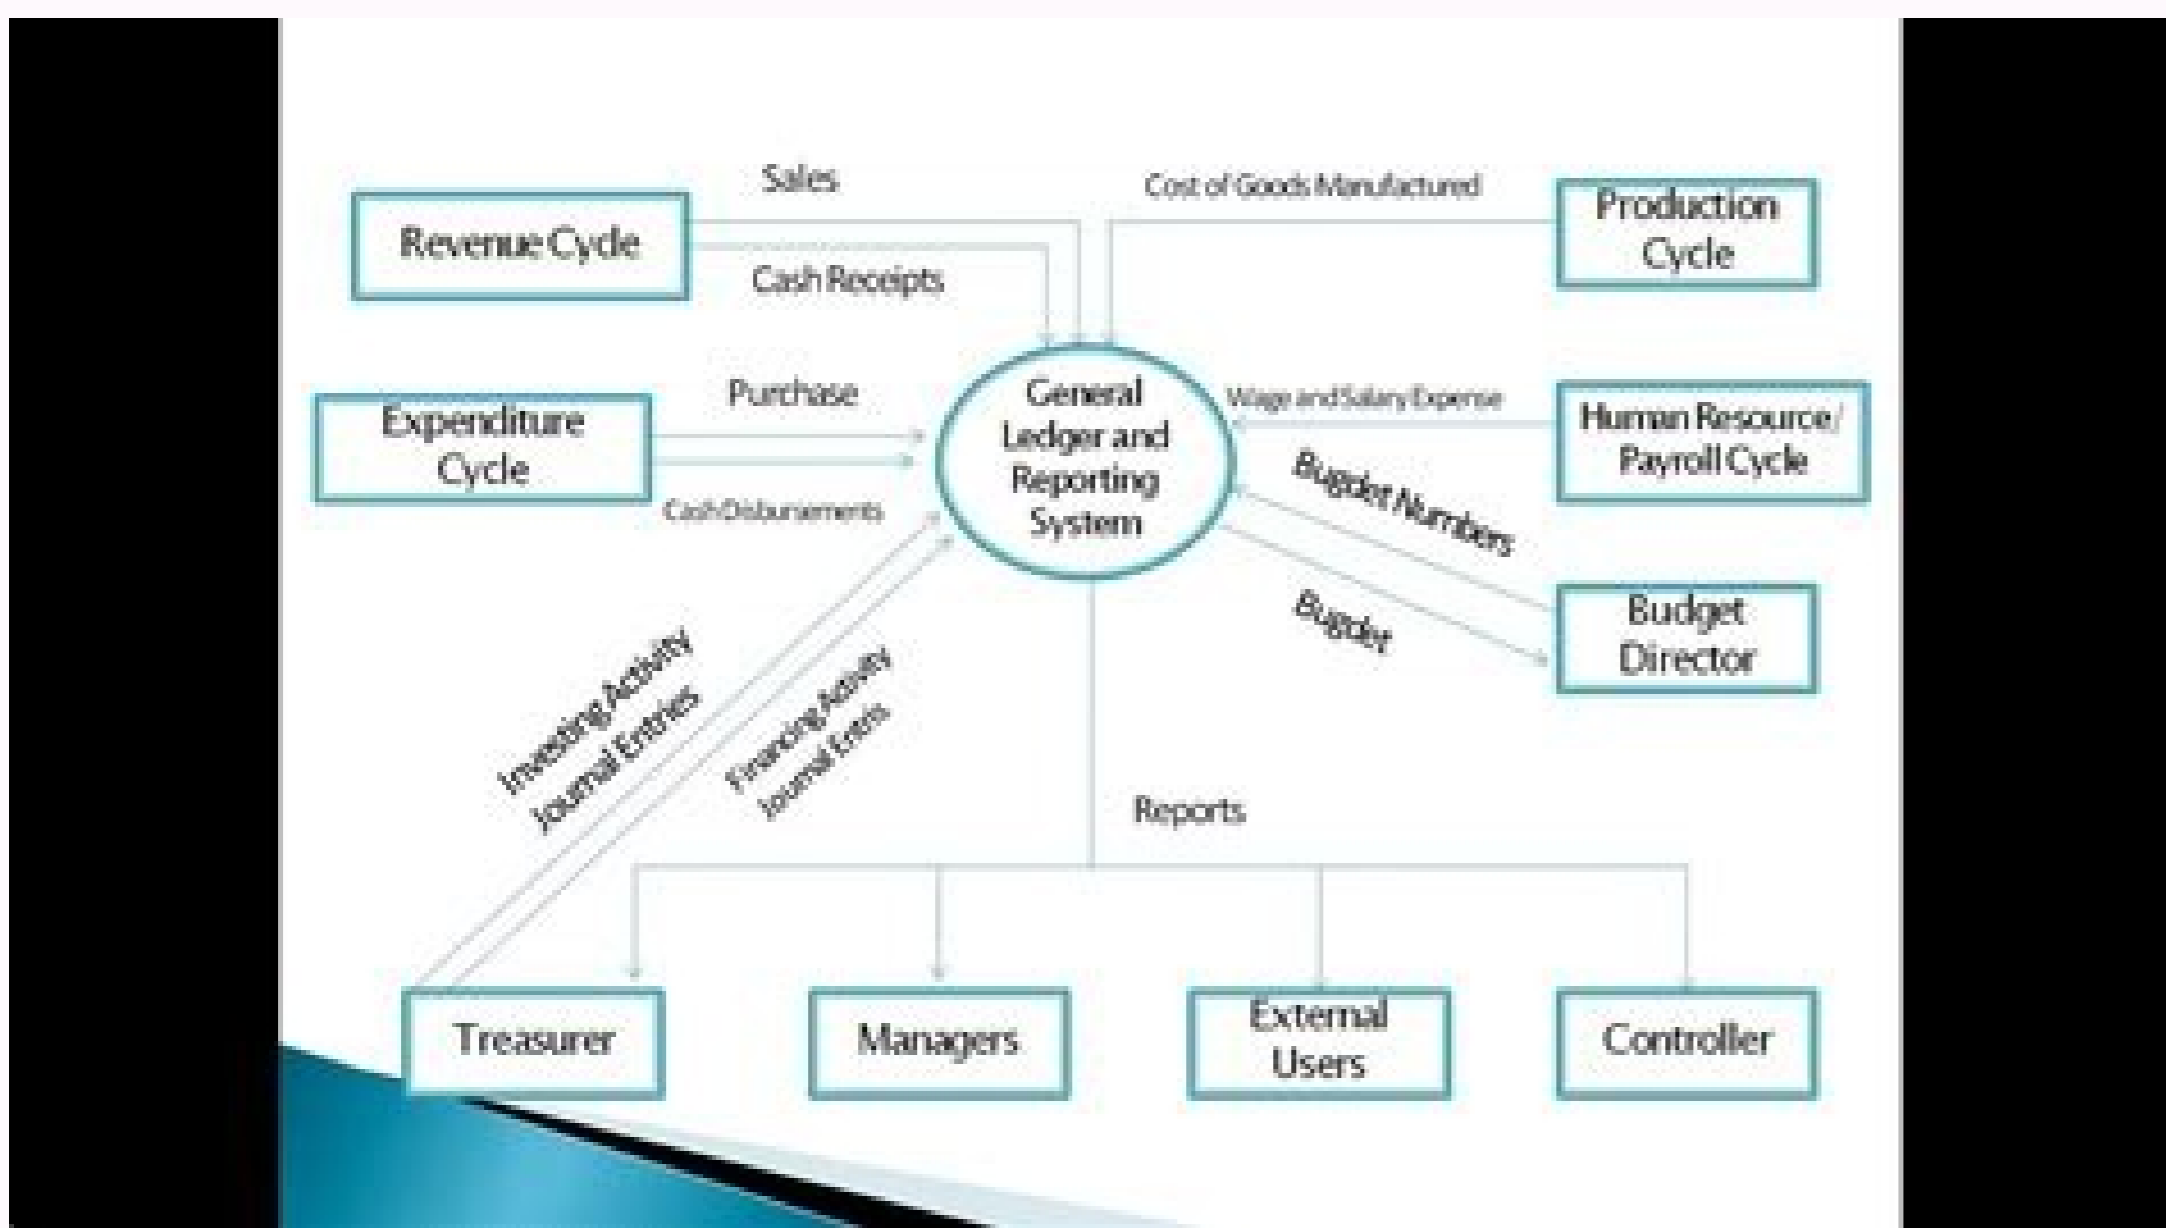 Sales
Cost of Goods Manufactured
Revenue Cycle
Production
Cycle
Cash Receipts
Expenditure
Cycle
Purchase
Cash Disbursements
General
Ledger and
Reporting
System
Wage and Salary Expense
Human Resource/
Payroll Cycle
Bugdet Numbers
Bugdet
Budget
Director
Investing Activity
Journal Entries
Financing Activity
Journal Entris
Reports
Treasurer
Managers
External
Users
Controller